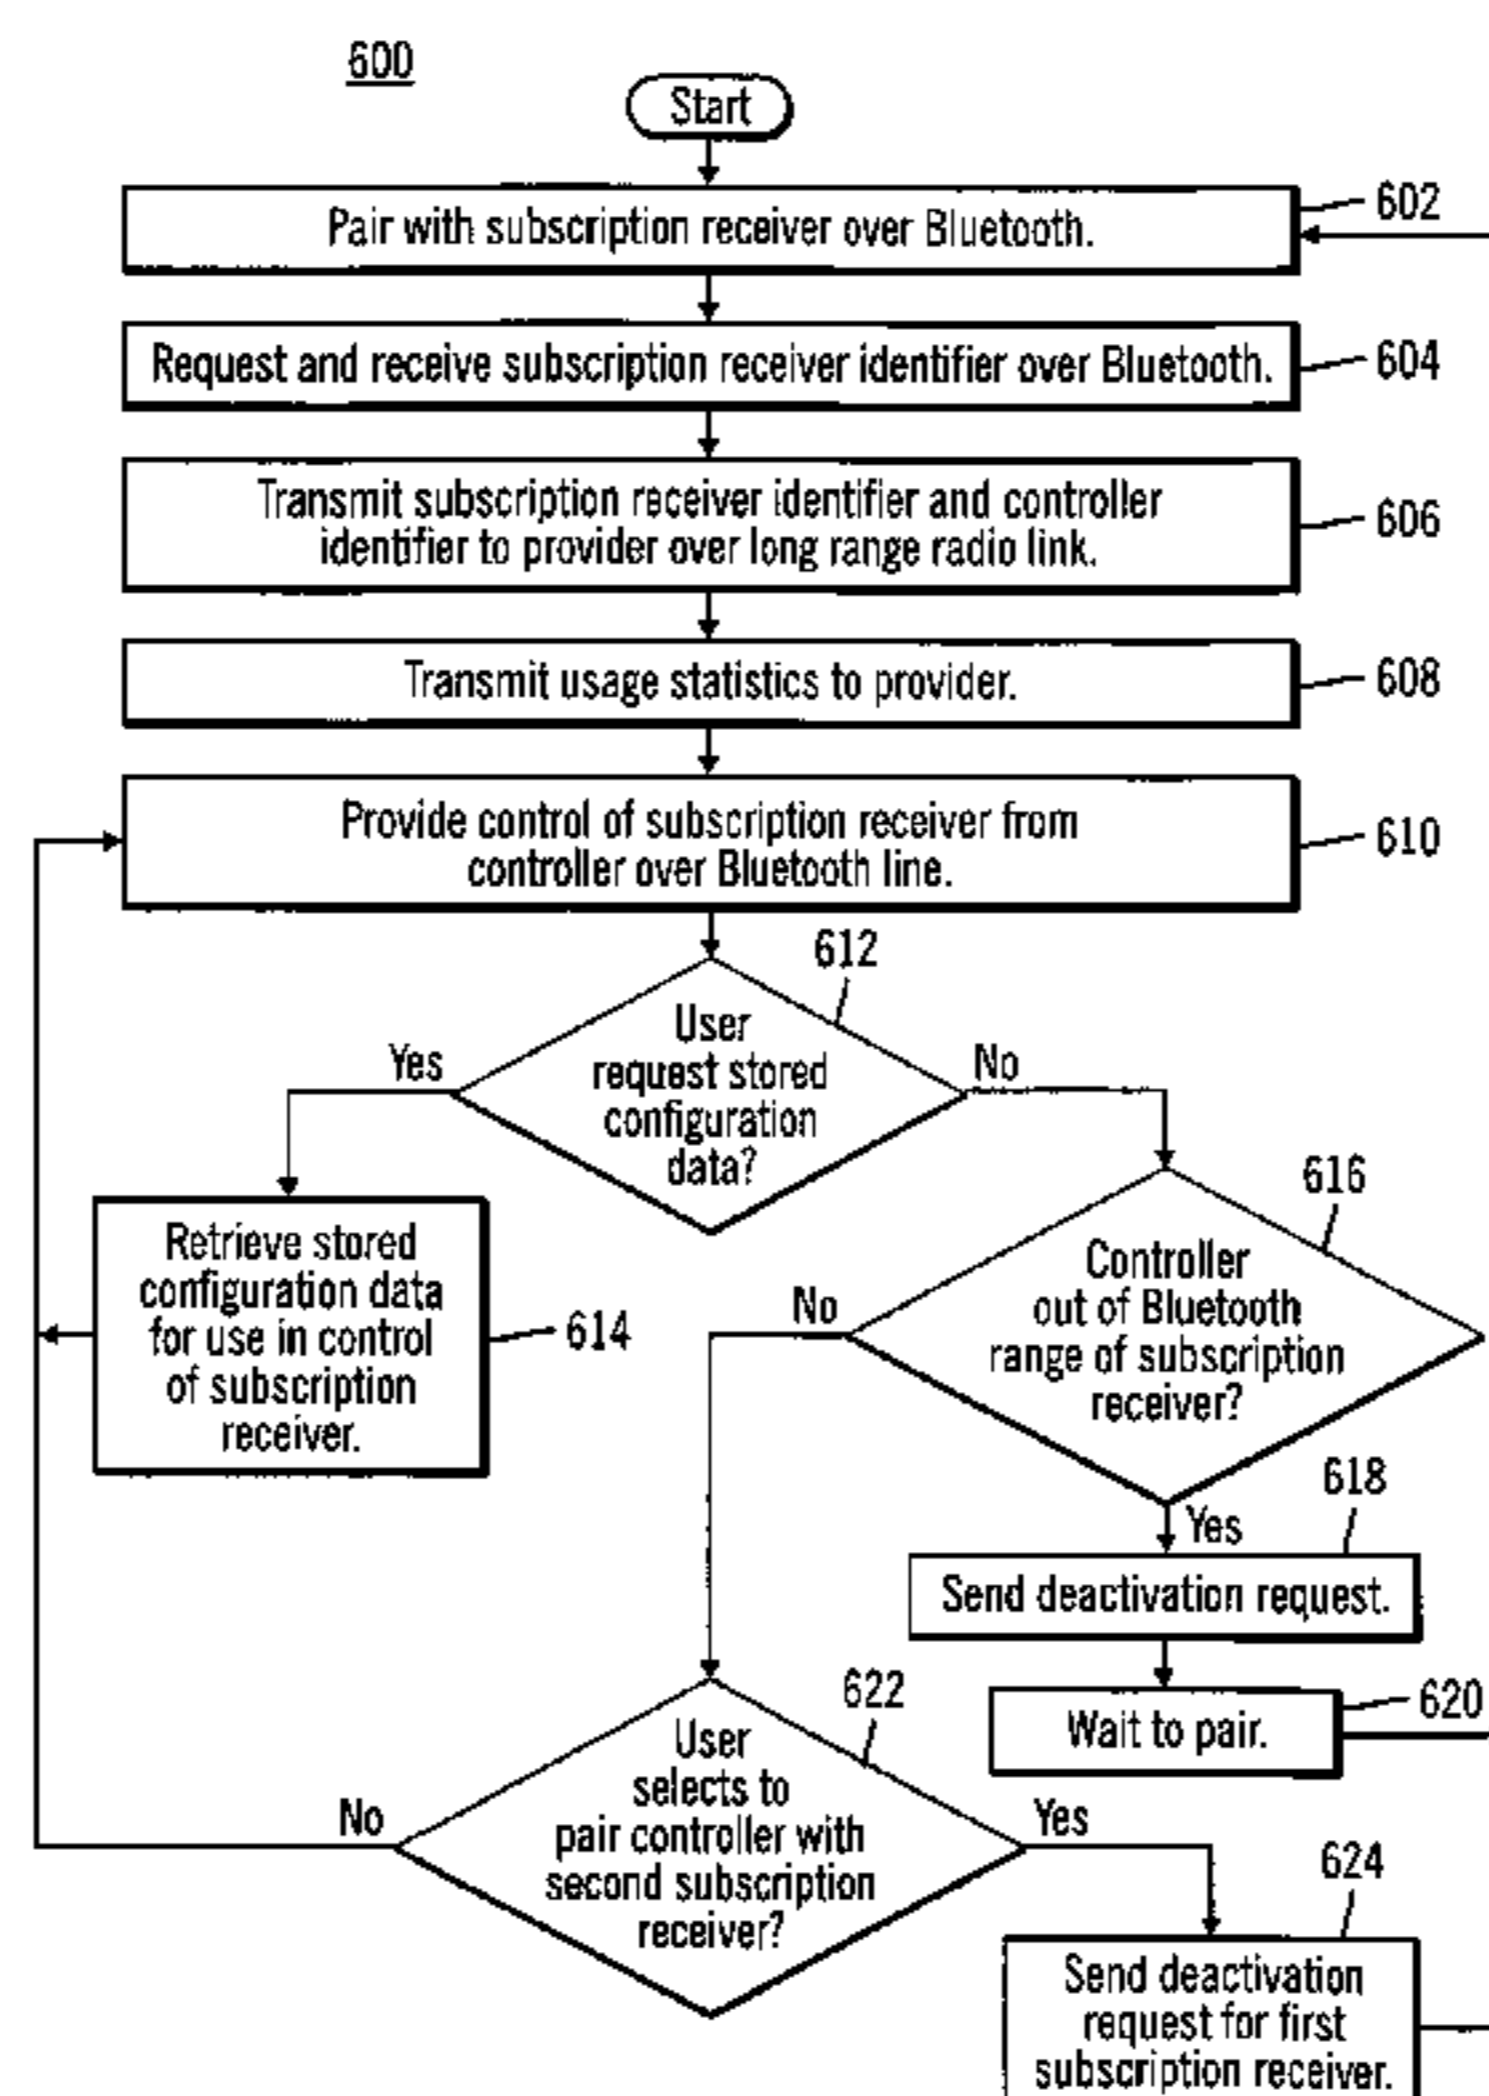 600
Start
Pair with subscription receiver over Bluetooth.
602
Request and receive subscription receiver identifier over Bluetooth.
604
Transmit subscription receiver identifier and controller
identifier to provider over long range radio link.
606
Transmit usage statistics to provider.
608
Provide control of subscription receiver from
controller over Bluetooth line.
610
612
User
request stored
configuration
data?
Yes
No
Retrieve stored
configuration data
for use in control
of subscription
receiver.
614
616
Controller
out of Bluetooth
range of subscription
receiver?
No
Yes
618
Send deactivation request.
Wait to pair.
620
622
User
selects to
pair controller with
second subscription
receiver?
No
Yes
624
Send deactivation
request for first
subscription receiver.